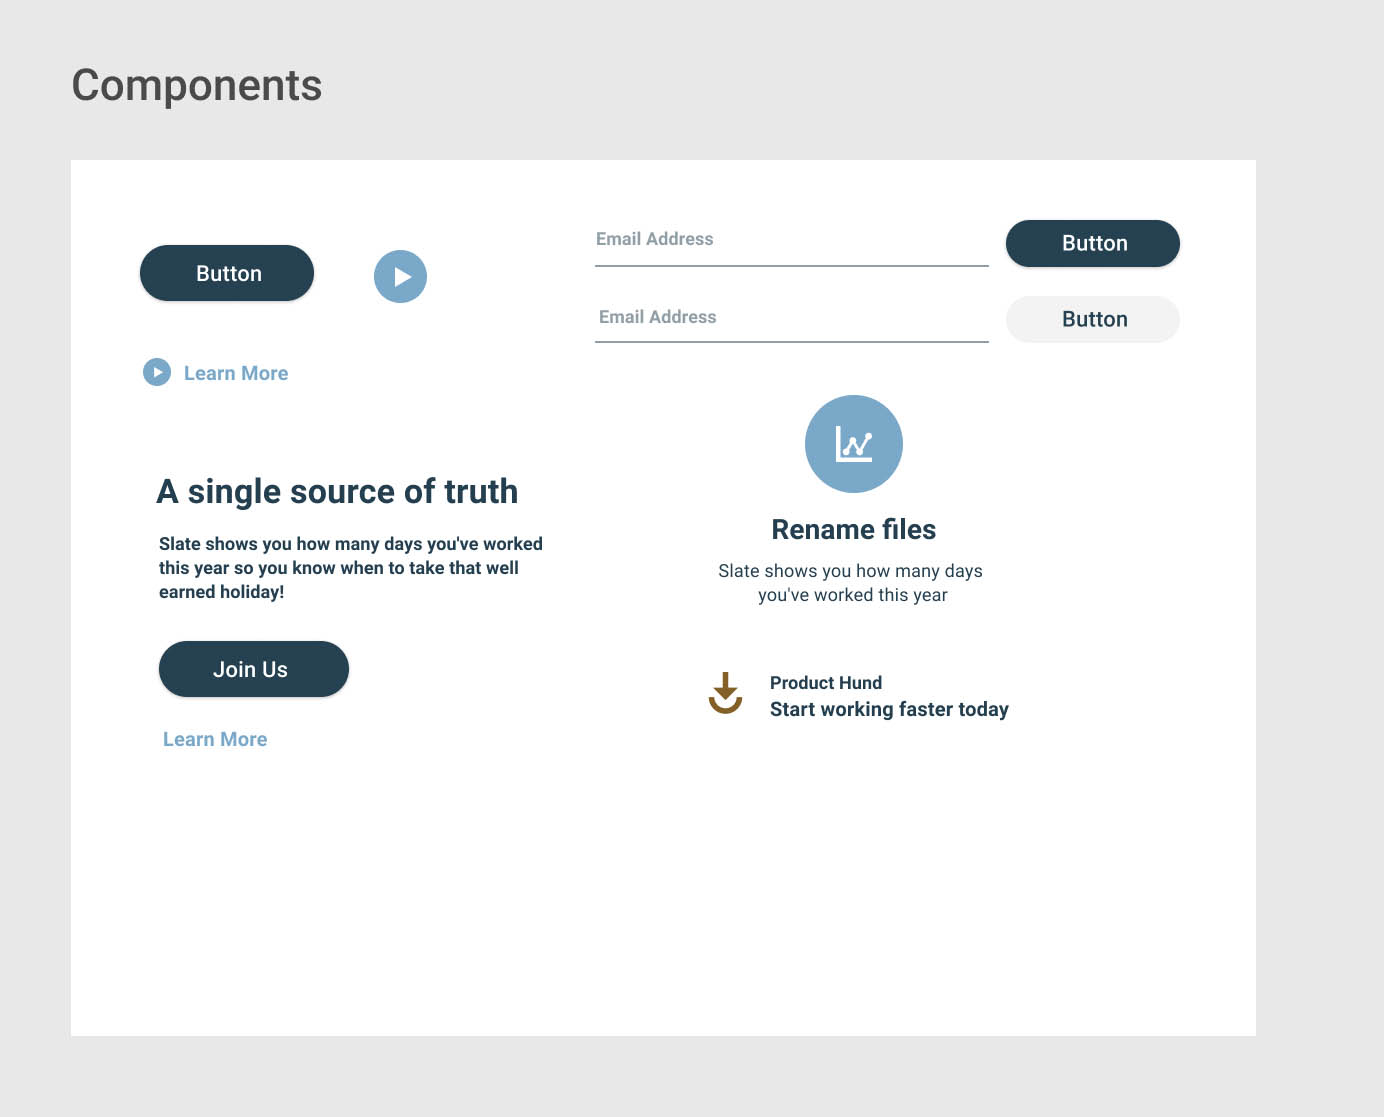 Components
Button
Learn More
A single source of truth
Slate shows you how many days you've worked
this year so you know when to take that well
earned holiday!
Join Us
Learn More
Email Address
Button
Email Address
Button
Rename files
Slate shows you how many days
you've worked this year
Product Hund
Start working faster today